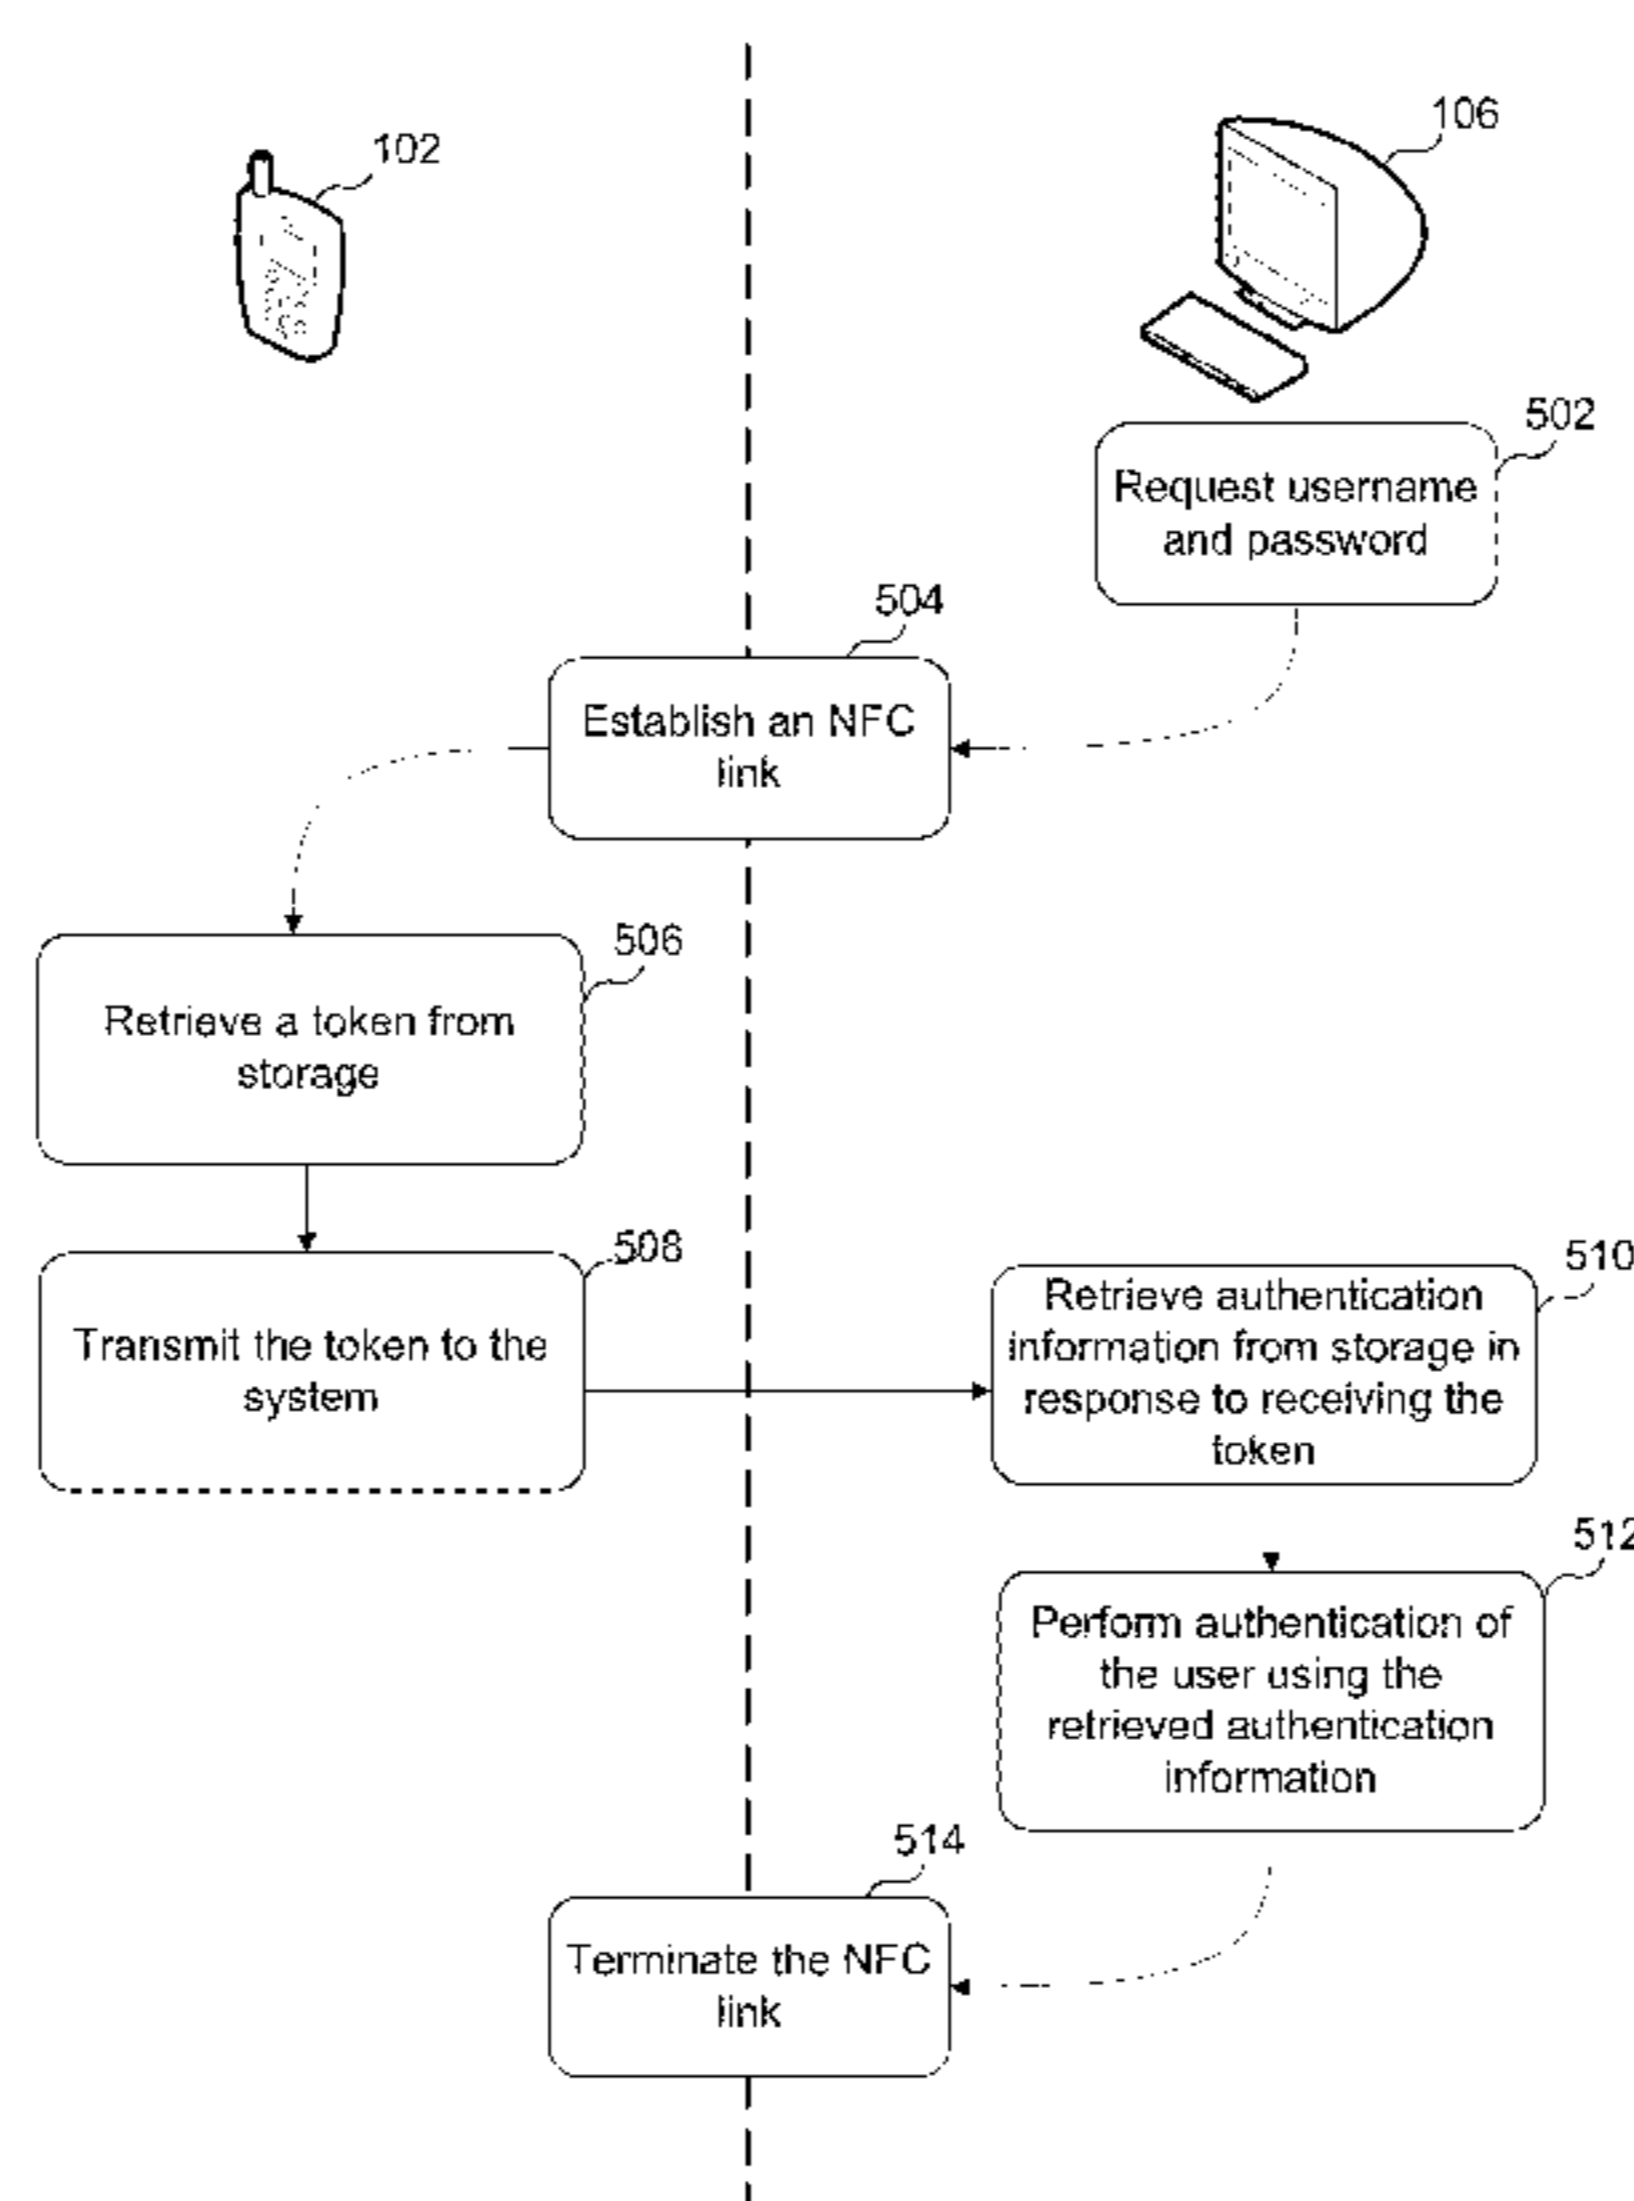 102
106
502
Request username
and password
504
Establish an NFC
link
506
Retrieve a token from
storage
508
Transmit the token to the
system
510
Retrieve authentication
information from storage in
response to receiving the
token
512
Perform authentication of
the user using the
retrieved authentication
information
514
Terminate the NFC
link